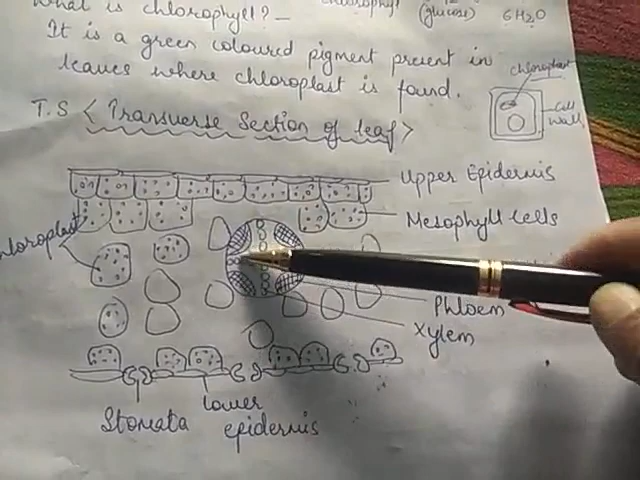 What is chlorophyll? —
chlorophyll
(glucose)
6H2O
It is a green coloured pigment present in
leaves where chloroplast is found.
T.S < Transverse Section of leaf >
chloroplast
Cell
wall
Upper Epidermis
Mesophyll cells
chloroplast
Phloem
Xylem
Stomata
lower
epidermis